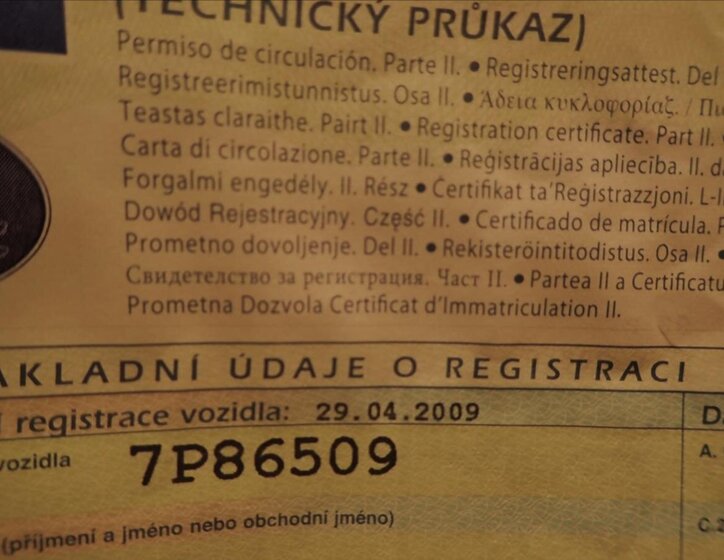 (TECHNICKÝ PRŮKAZ)
Permiso de circulación. Parte II. • Registreringsattest. Del
Registreerimistunnistus. Osa II. • Άδεια κυκλοφορίας. /
Teastas claraithe. Pairt II. • Registration certificate. Part II.
Carta di circolazione. Parte II. • Reģistrācijas apliecība. II. d
Forgalmi engedély. II. Rész • Ċertifikat ta'Reġistrazzjoni. L-I
Dowód Rejestracyjny. Część II. • Certificado de matrícula. P
Prometno dovoljenje. Del II. • Rekisteröintitodistus. Osa II. •
Свидетелство за регистрация. Част II. • Partea II a Certificatu
Prometna Dozvola Certificat d'Immatriculation II.
AKLADNÍ ÚDAJE O REGISTRACI
í registrace vozidla: 29.04.2009
D.
vozidla 7P86509
A.
(příjmení a jméno nebo obchodní jméno)
C 2